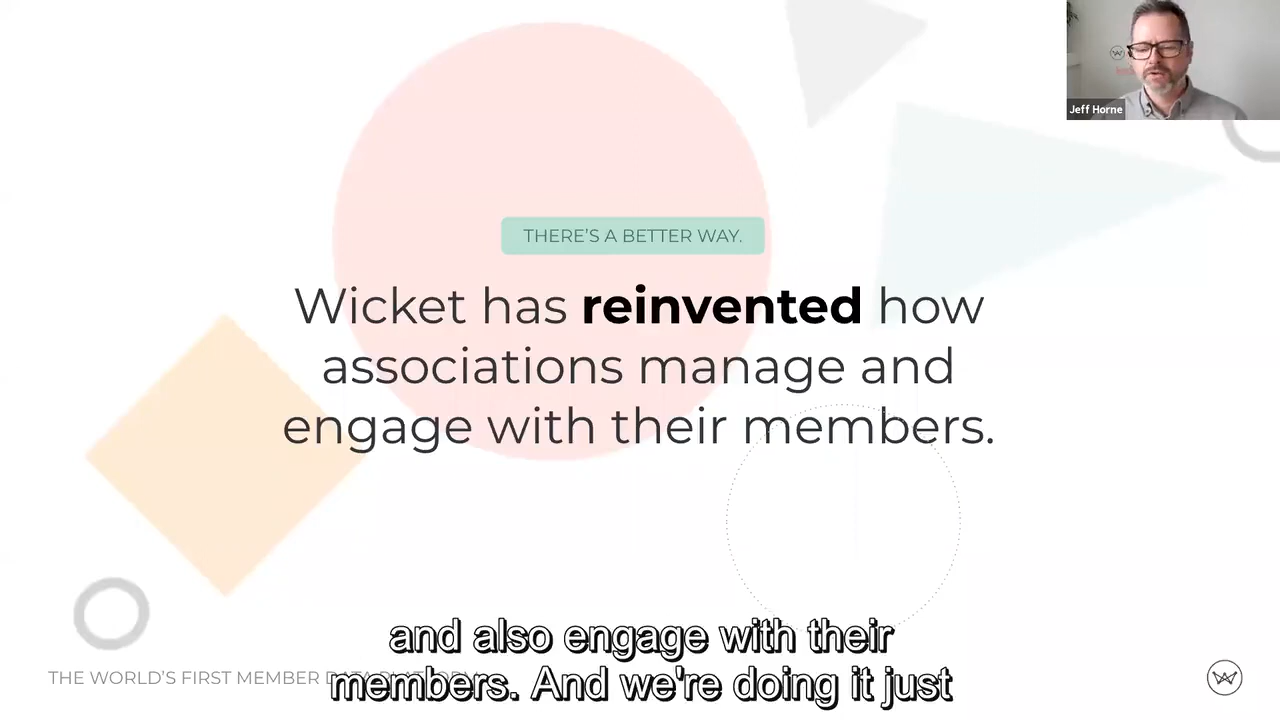 Jeff Horne
THERE'S A BETTER WAY.
Wicket has reinvented how
associations manage and
engage with their members.
and also engage with their
THE WORLD'S FIRST MEMBER
members. And we're doing it just